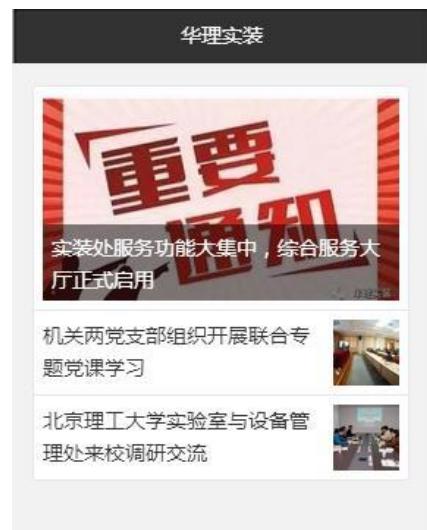 华理实装
重要
通知
实装处服务功能大集中，综合服务大
厅正式启用
机关两党支部组织开展联合专
题党课学习
北京理工大学实验室与设备管
理处来校调研交流